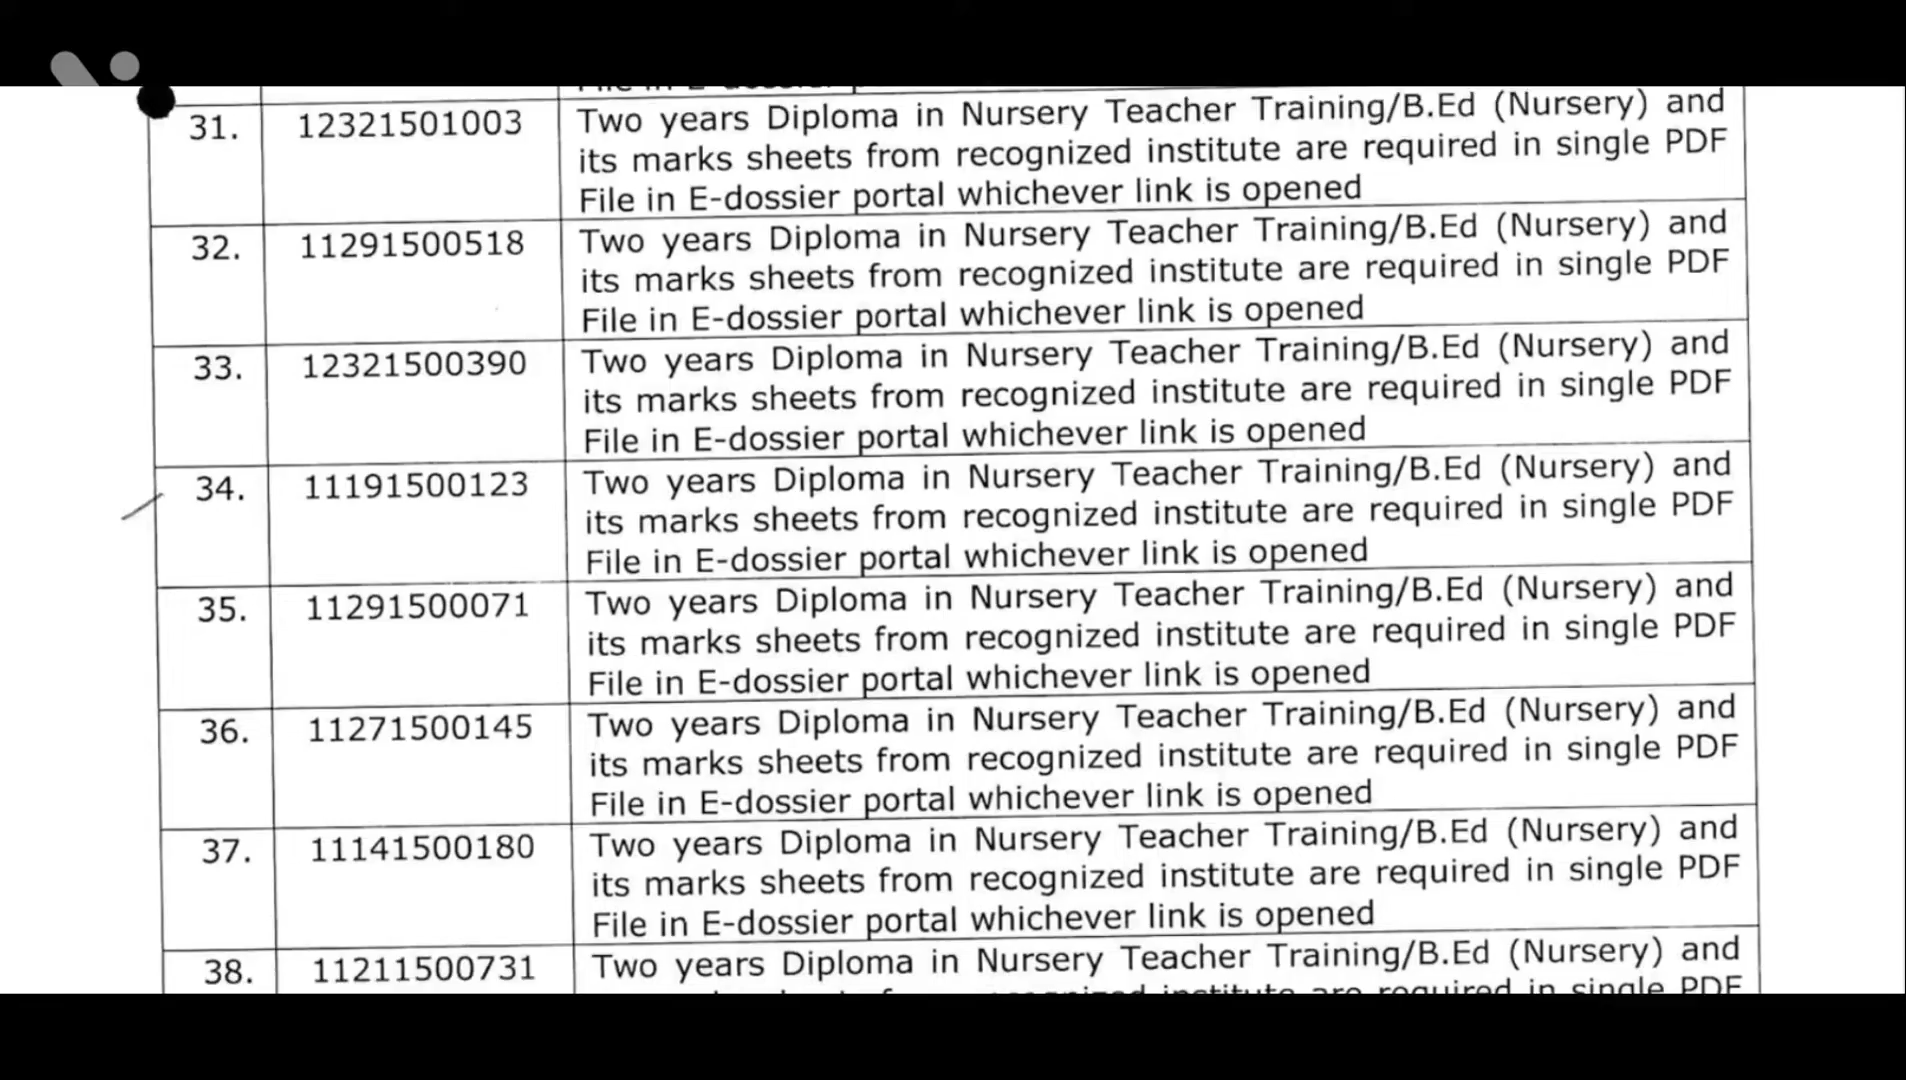 31. 12321501003 Two years Diploma in Nursery Teacher Training/B.Ed (Nursery) and
its marks sheets from recognized institute are required in single PDF
File in E-dossier portal whichever link is opened
32. 11291500518 Two years Diploma in Nursery Teacher Training/B.Ed (Nursery) and
its marks sheets from recognized institute are required in single PDF
File in E-dossier portal whichever link is opened
33. 12321500390 Two years Diploma in Nursery Teacher Training/B.Ed (Nursery) and
its marks sheets from recognized institute are required in single PDF
File in E-dossier portal whichever link is opened
34. 11191500123 Two years Diploma in Nursery Teacher Training/B.Ed (Nursery) and
its marks sheets from recognized institute are required in single PDF
File in E-dossier portal whichever link is opened
35. 11291500071 Two years Diploma in Nursery Teacher Training/B.Ed (Nursery) and
its marks sheets from recognized institute are required in single PDF
File in E-dossier portal whichever link is opened
36. 11271500145 Two years Diploma in Nursery Teacher Training/B.Ed (Nursery) and
its marks sheets from recognized institute are required in single PDF
File in E-dossier portal whichever link is opened
37. 11141500180 Two years Diploma in Nursery Teacher Training/B.Ed (Nursery) and
its marks sheets from recognized institute are required in single PDF
File in E-dossier portal whichever link is opened
38. 11211500731 Two years Diploma in Nursery Teacher Training/B.Ed (Nursery) and
recognized institute are required in single PDF